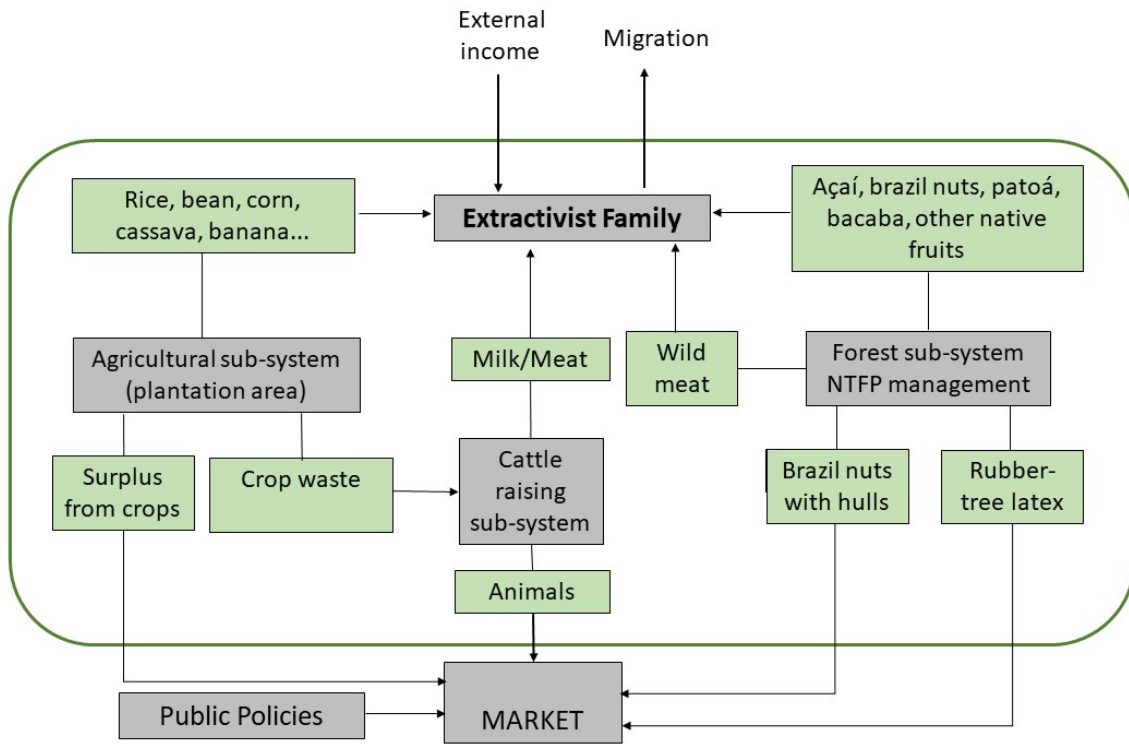 External
income
Migration
Rice, bean, corn,
cassava, banana...
Extractivist Family
Açaí, brazil nuts, patoá,
bacaba, other native
fruits
Agricultural sub-system
(plantation area)
Milk/Meat
Wild
meat
Forest sub-system
NTFP management
Surplus
from crops
Crop waste
Cattle
raising
sub-system
Brazil nuts
with hulls
Rubber-
tree latex
Animals
Public Policies
MARKET